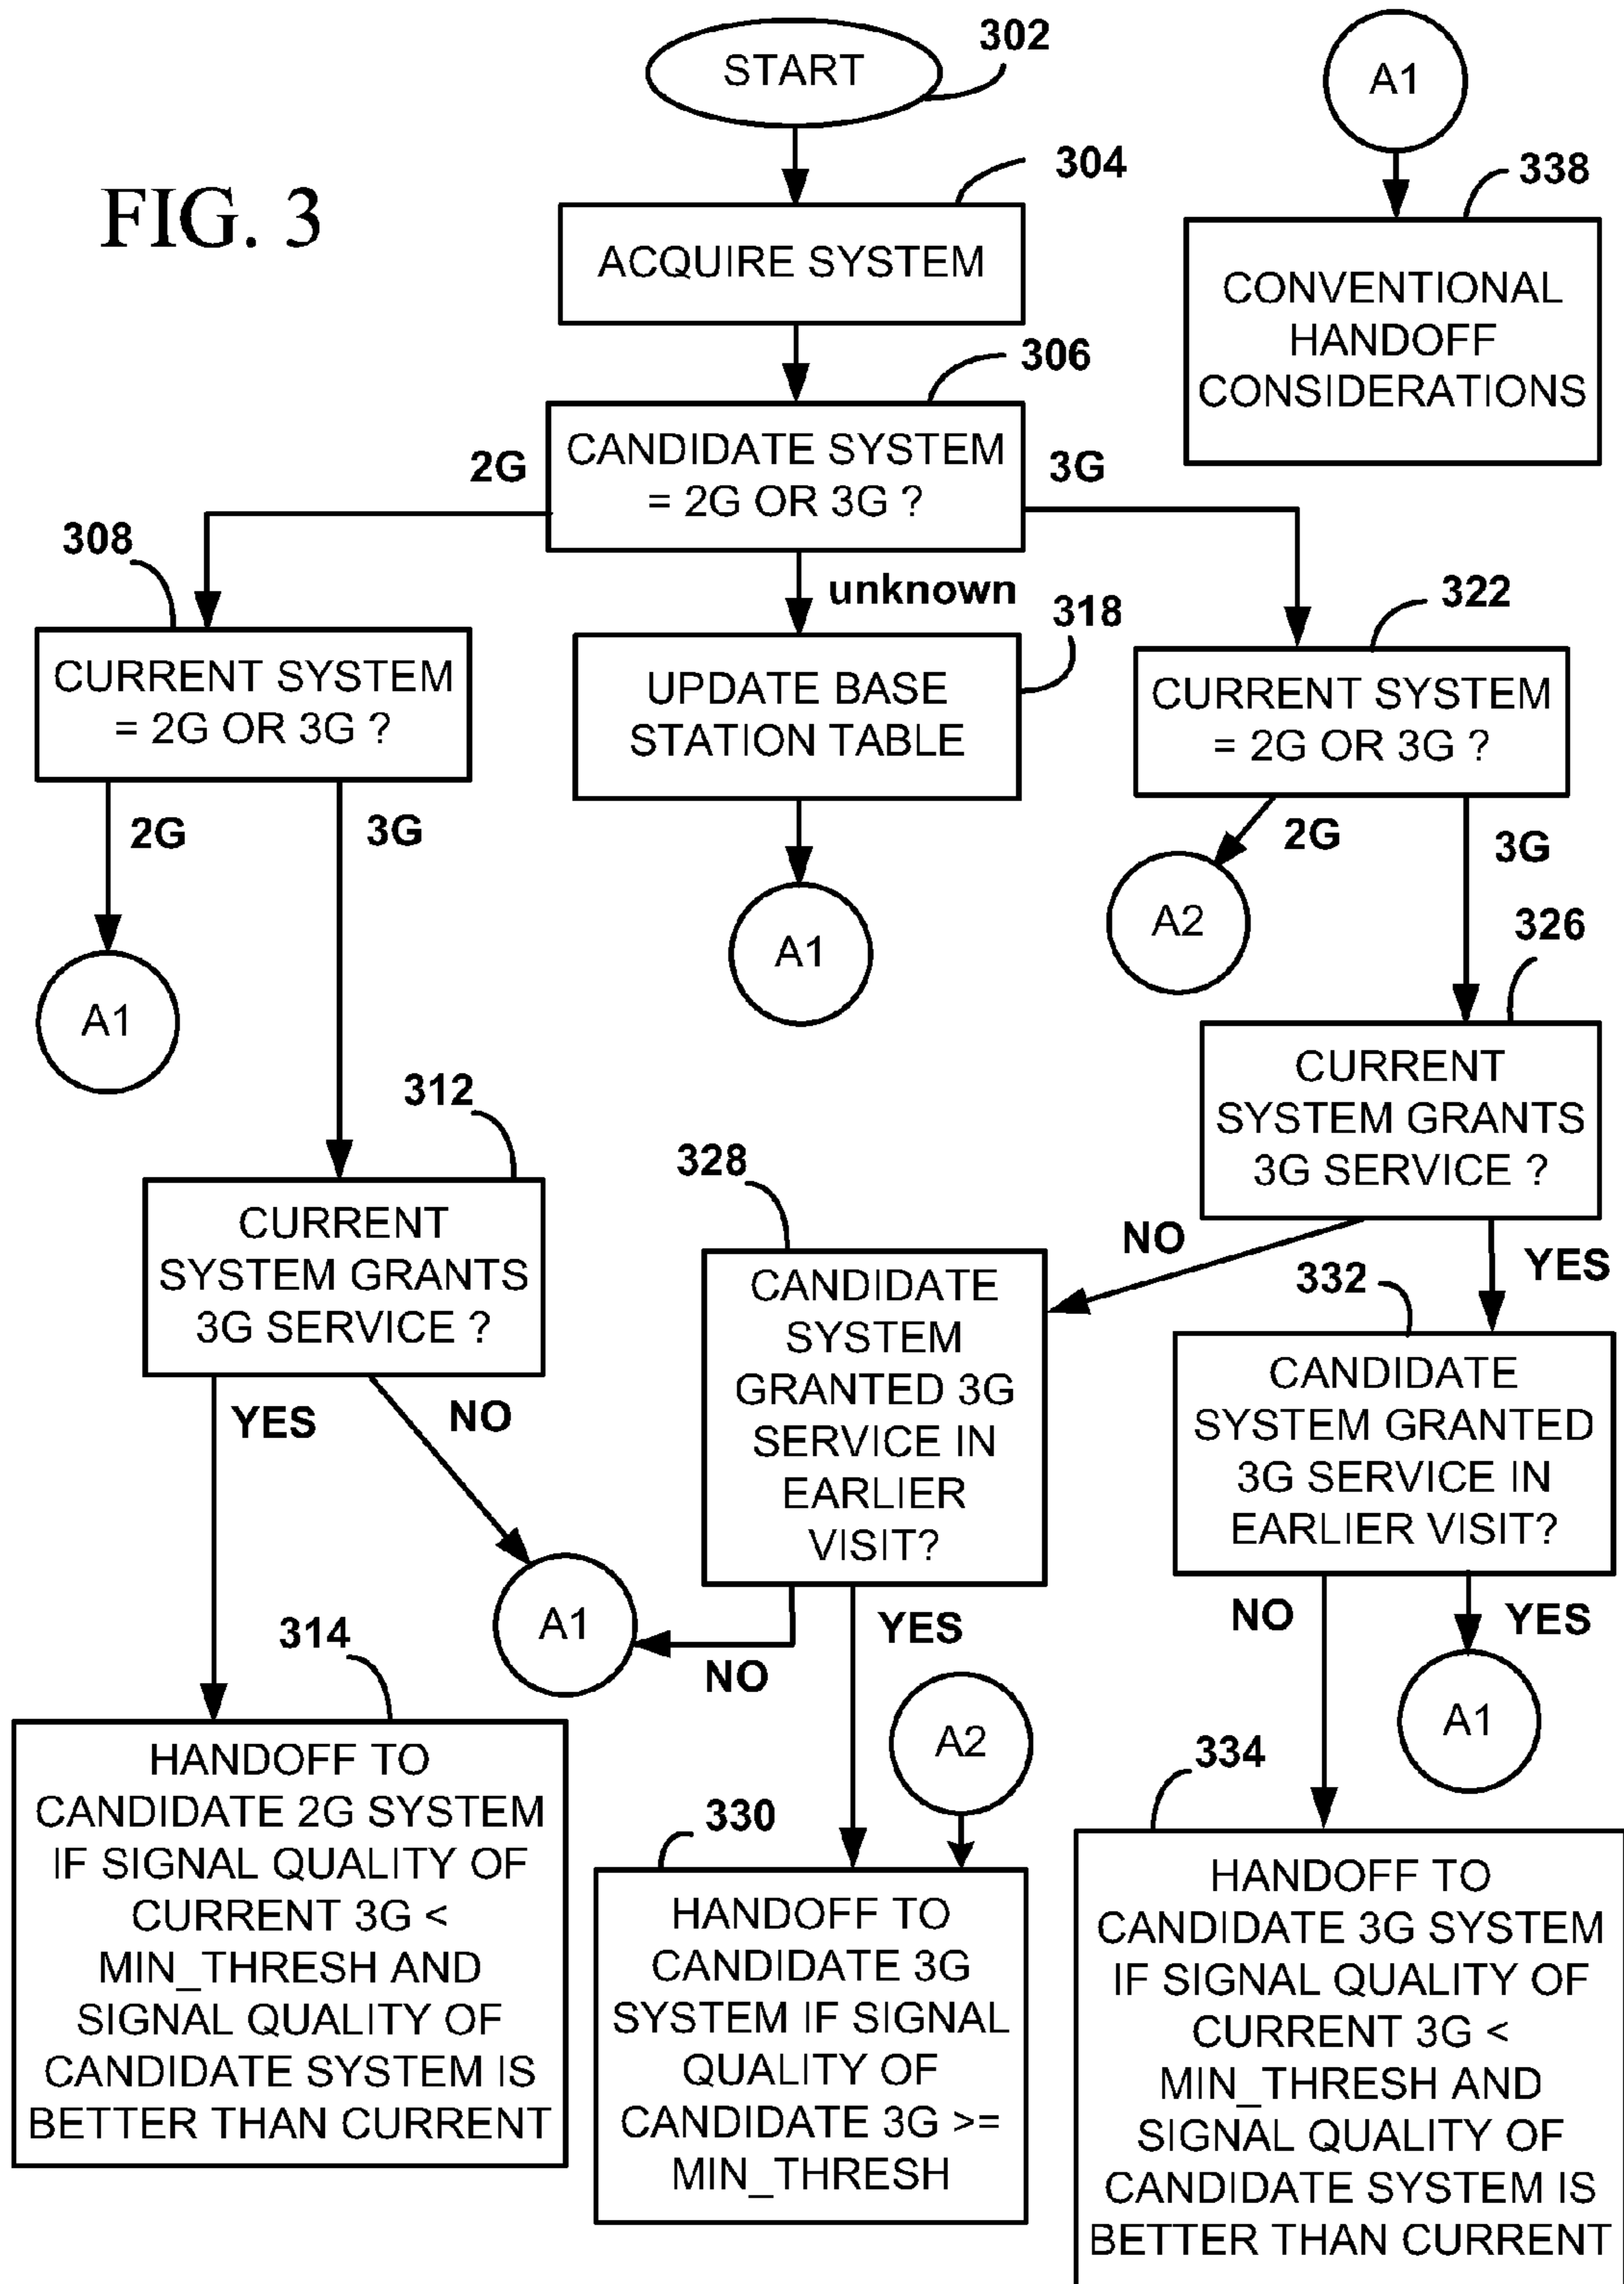 FIG. 3
START
302
A1
304
ACQUIRE SYSTEM
338
CONVENTIONAL
HANDOFF
CONSIDERATIONS
306
CANDIDATE SYSTEM
= 2G OR 3G ?
2G
3G
unknown
308
CURRENT SYSTEM
= 2G OR 3G ?
318
UPDATE BASE
STATION TABLE
322
CURRENT SYSTEM
= 2G OR 3G ?
2G
3G
A1
A1
2G
3G
A2
326
CURRENT
SYSTEM GRANTS
3G SERVICE ?
312
CURRENT
SYSTEM GRANTS
3G SERVICE ?
328
CANDIDATE
SYSTEM
GRANTED 3G
SERVICE IN
EARLIER
VISIT?
NO
YES
332
CANDIDATE
SYSTEM GRANTED
3G SERVICE IN
EARLIER VISIT?
YES
NO
A1
NO
YES
A2
NO
YES
A1
314
HANDOFF TO
CANDIDATE 2G SYSTEM
IF SIGNAL QUALITY OF
CURRENT 3G <
MIN_THRESH AND
SIGNAL QUALITY OF
CANDIDATE SYSTEM IS
BETTER THAN CURRENT
330
HANDOFF TO
CANDIDATE 3G
SYSTEM IF SIGNAL
QUALITY OF
CANDIDATE 3G >=
MIN_THRESH
334
HANDOFF TO
CANDIDATE 3G SYSTEM
IF SIGNAL QUALITY OF
CURRENT 3G <
MIN_THRESH AND
SIGNAL QUALITY OF
CANDIDATE SYSTEM IS
BETTER THAN CURRENT